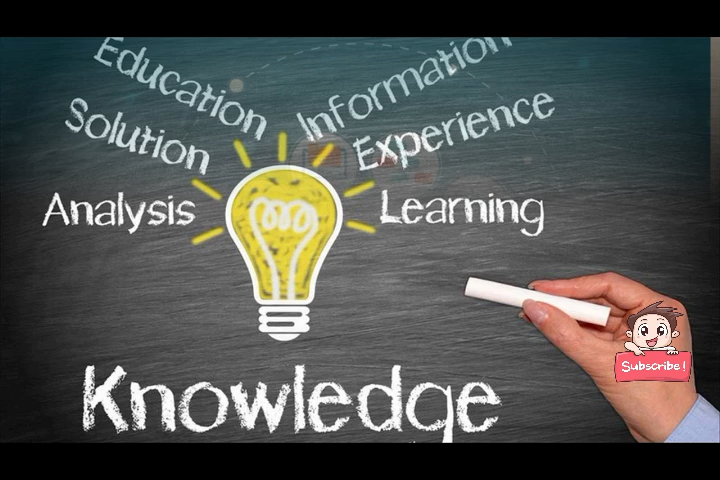 Education
Information
Solution
Experience
Analysis
Learning
Knowledge
Subscribe!